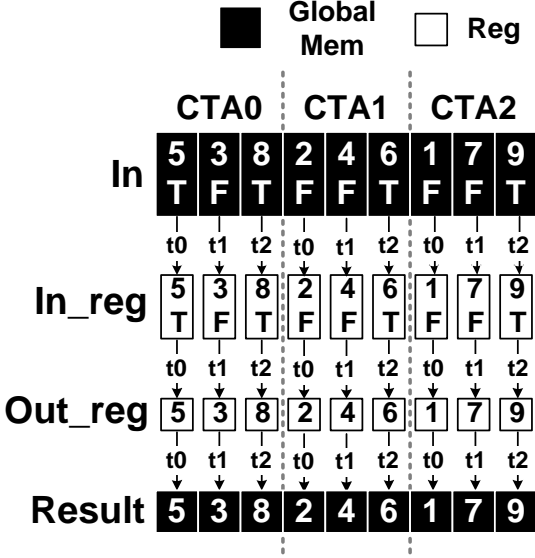 Global
Mem
Reg
CTA0 CTA1 CTA2
In
5 3 8 2 4 6 1 7 9
T F T F F T F F T
t0 t1 t2 t0 t1 t2 t0 t1 t2
In_reg
5 3 8 2 4 6 1 7 9
T F T F F T F F T
t0 t1 t2 t0 t1 t2 t0 t1 t2
Out_reg 5 3 8 2 4 6 1 7 9
t0 t1 t2 t0 t1 t2 t0 t1 t2
Result 5 3 8 2 4 6 1 7 9